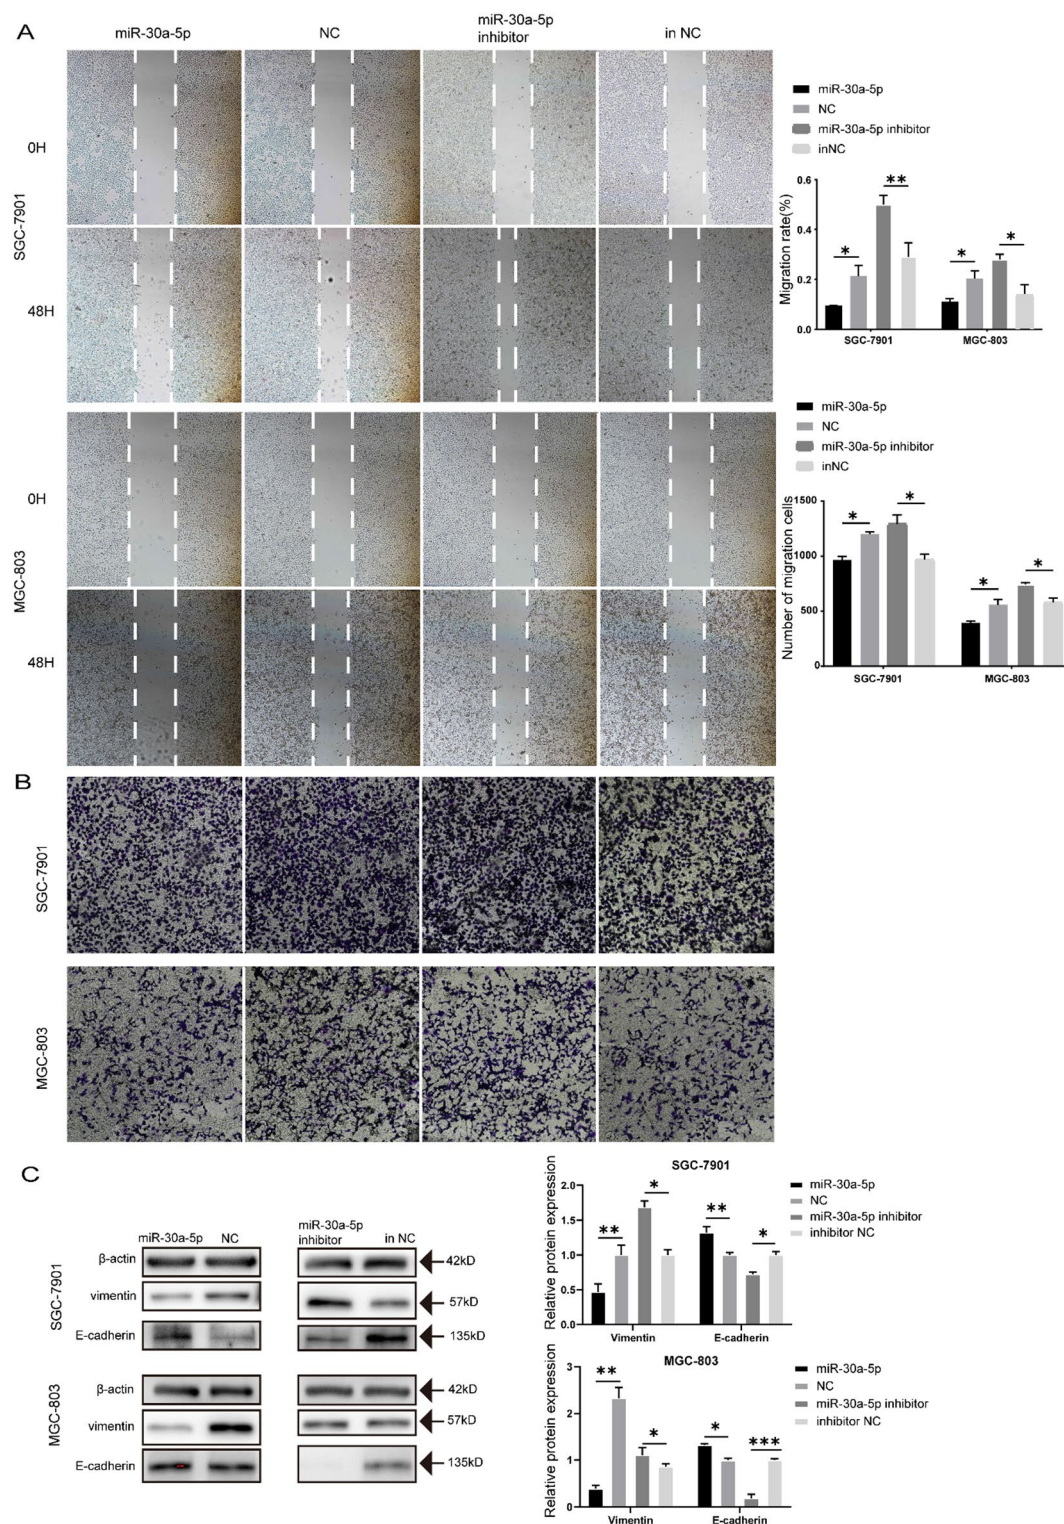 A
miR-30a-5p
NC
miR-30a-5p
inhibitor
in NC
0H
48H
SGC-7901
0H
48H
MGC-803
miR-30a-5p
NC
miR-30a-5p inhibitor
inNC
Migration rate(%)
0.6
**
0.4
*
*
*
0.2
0.0
SGC-7901
MGC-803
miR-30a-5p
NC
miR-30a-5p inhibitor
inNC
Number of migration cells
1500
*
*
1000
*
*
500
0
SGC-7901
MGC-803
B
SGC-7901
MGC-803
C
miR-30a-5p
NC
miR-30a-5p
inhibitor
in NC
SGC-7901
β-actin
42kD
vimentin
57kD
E-cadherin
135kD
MGC-803
β-actin
42kD
vimentin
57kD
E-cadherin
135kD
SGC-7901
Relative protein expression
2.0
*
1.5
**
**
*
1.0
0.5
0.0
Vimentin
E-cadherin
miR-30a-5p
NC
miR-30a-5p inhibitor
inhibitor NC
MGC-803
Relative protein expression
3
**
2
*
*
***
1
0
Vimentin
E-cadherin
miR-30a-5p
NC
miR-30a-5p inhibitor
inhibitor NC